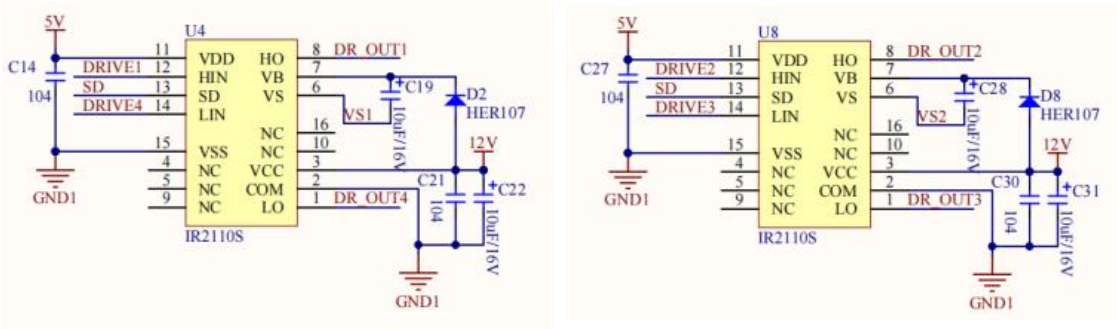 U4
5V
C14
104
DRIVE1
SD
DRIVE4
11
12
13
14
15
4
5
9
VDD
HIN
SD
LIN
VSS
NC
NC
NC
HO
VB
VS
NC
NC
VCC
COM
LO
8
7
6
16
10
3
2
1
DR_OUT1
VS1
C19
10uF/16V
D2
HER107
12V
C21
104
C22
10uF/16V
DR_OUT4
GND1
GND1
IR2110S
U8
5V
C27
104
DRIVE2
SD
DRIVE3
11
12
13
14
15
4
5
9
VDD
HIN
SD
LIN
VSS
NC
NC
NC
HO
VB
VS
NC
NC
VCC
COM
LO
8
7
6
16
10
3
2
1
DR_OUT2
VS2
C28
10uF/16V
D8
HER107
12V
C30
104
C31
10uF/16V
DR_OUT3
GND1
GND1
IR2110S